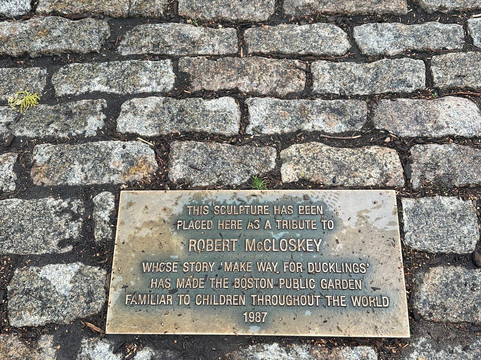 THIS SCULPTURE HAS BEEN
PLACED HERE AS A TRIBUTE TO
ROBERT McCLOSKEY
WHOSE STORY 'MAKE WAY FOR DUCKLINGS'
HAS MADE THE BOSTON PUBLIC GARDEN
FAMILIAR TO CHILDREN THROUGHOUT THE WORLD
1987